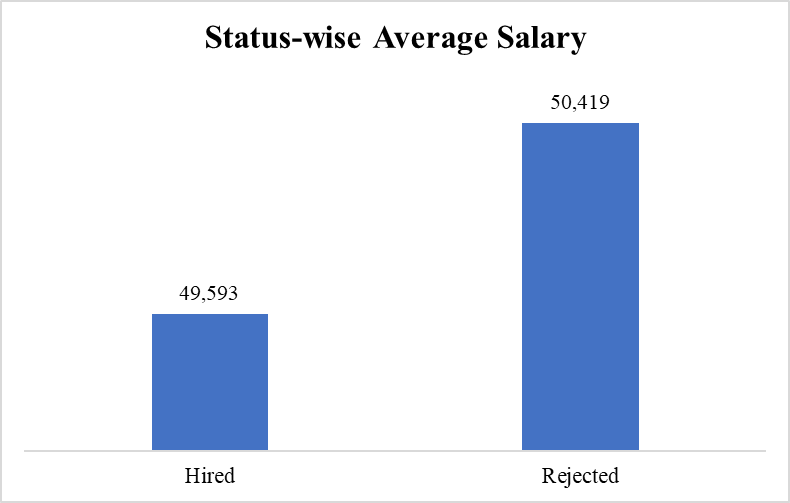 Status-wise Average Salary
50,419
49,593
Hired
Rejected